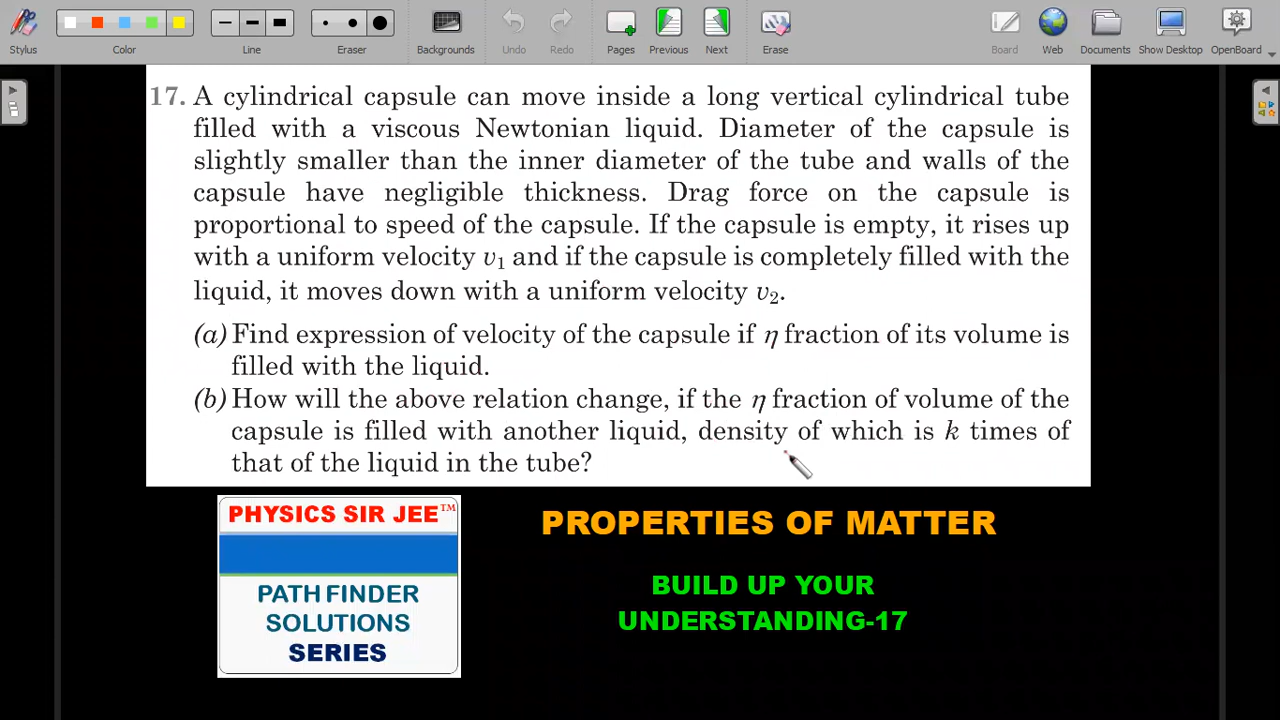 Stylus
Color
Line
Eraser
Backgrounds
Undo
Redo
Pages
Previous
Next
Erase
Board
Web
Documents
Show Desktop
OpenBoard
17. A cylindrical capsule can move inside a long vertical cylindrical tube
filled with a viscous Newtonian liquid. Diameter of the capsule is
slightly smaller than the inner diameter of the tube and walls of the
capsule have negligible thickness. Drag force on the capsule is
proportional to speed of the capsule. If the capsule is empty, it rises up
with a uniform velocity v₁ and if the capsule is completely filled with the
liquid, it moves down with a uniform velocity v₂.
(a) Find expression of velocity of the capsule if η fraction of its volume is
filled with the liquid.
(b) How will the above relation change, if the η fraction of volume of the
capsule is filled with another liquid, density of which is k times of
that of the liquid in the tube?
PHYSICS SIR JEE™
PATH FINDER
SOLUTIONS
SERIES
PROPERTIES OF MATTER
BUILD UP YOUR
UNDERSTANDING-17